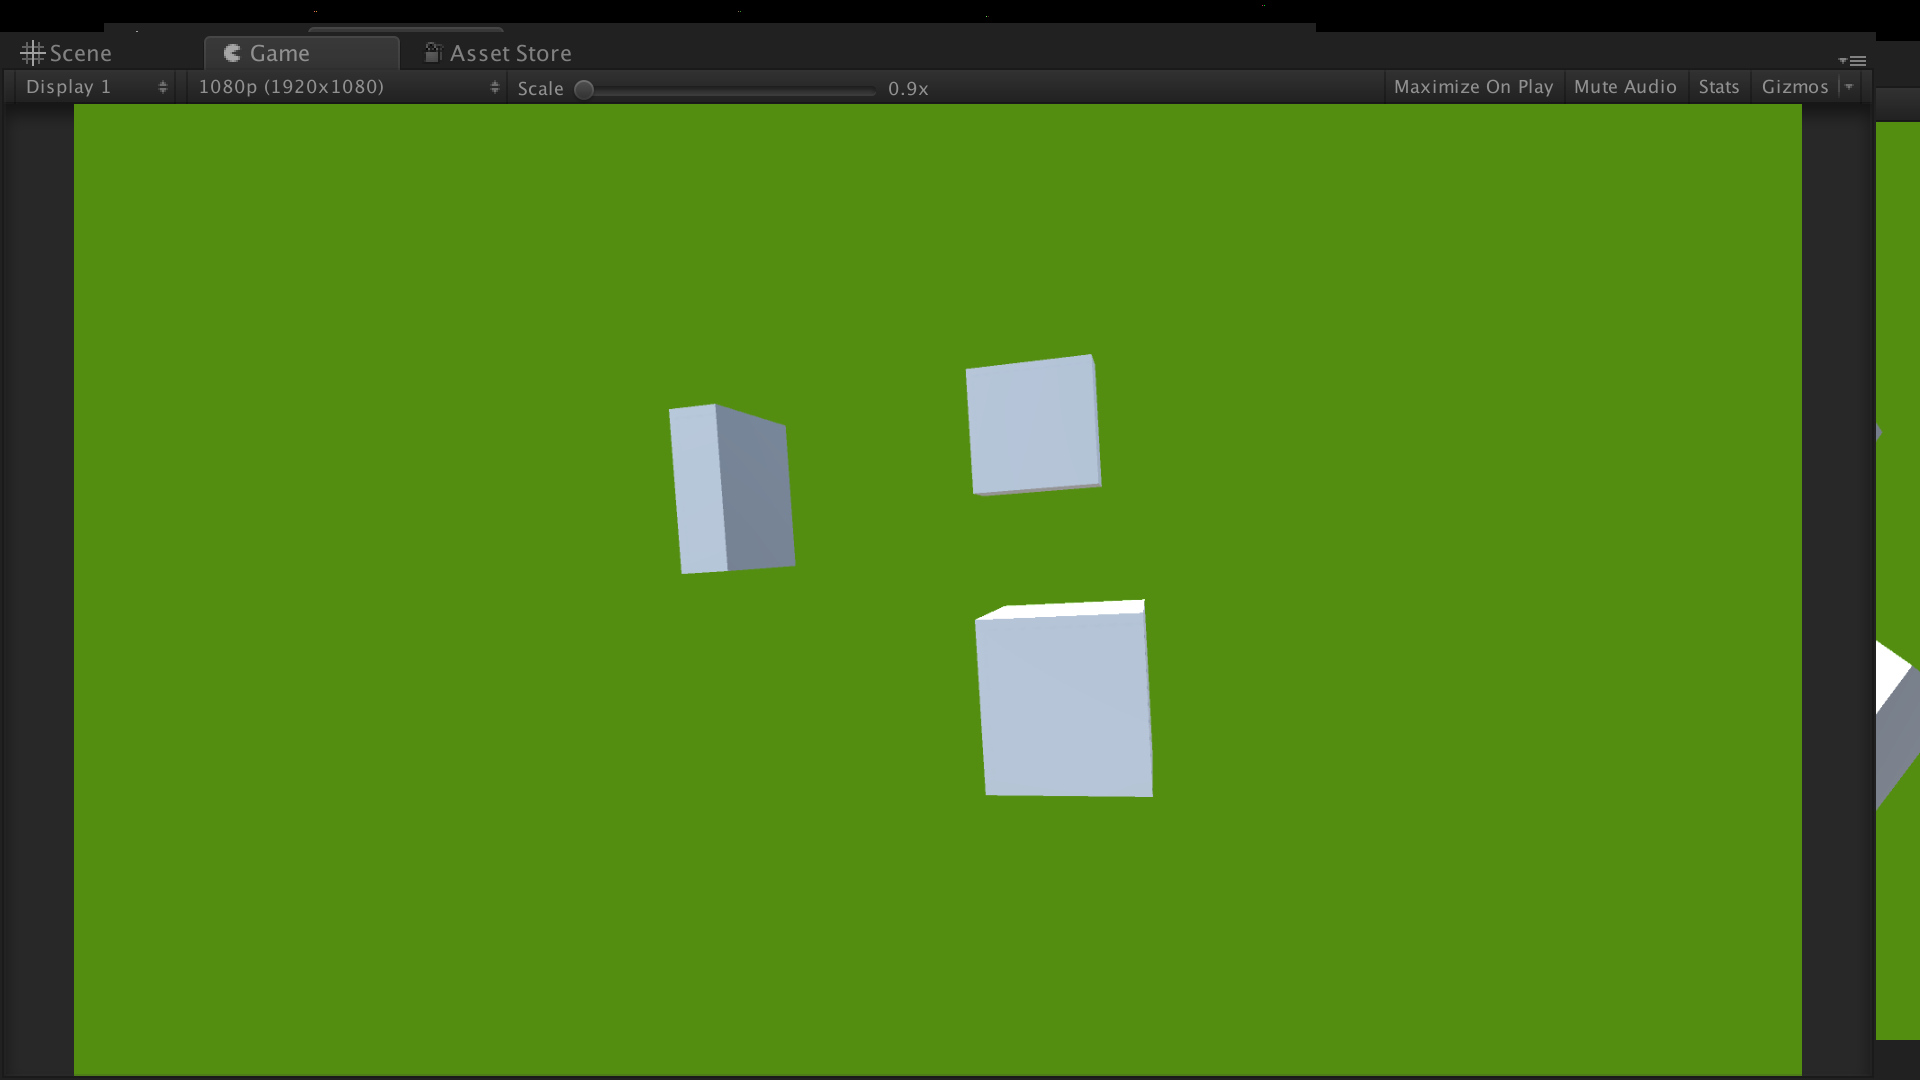 Scene Game Asset Store
Display 1 1080p (1920x1080) Scale 0.9x Maximize On Play Mute Audio Stats Gizmos